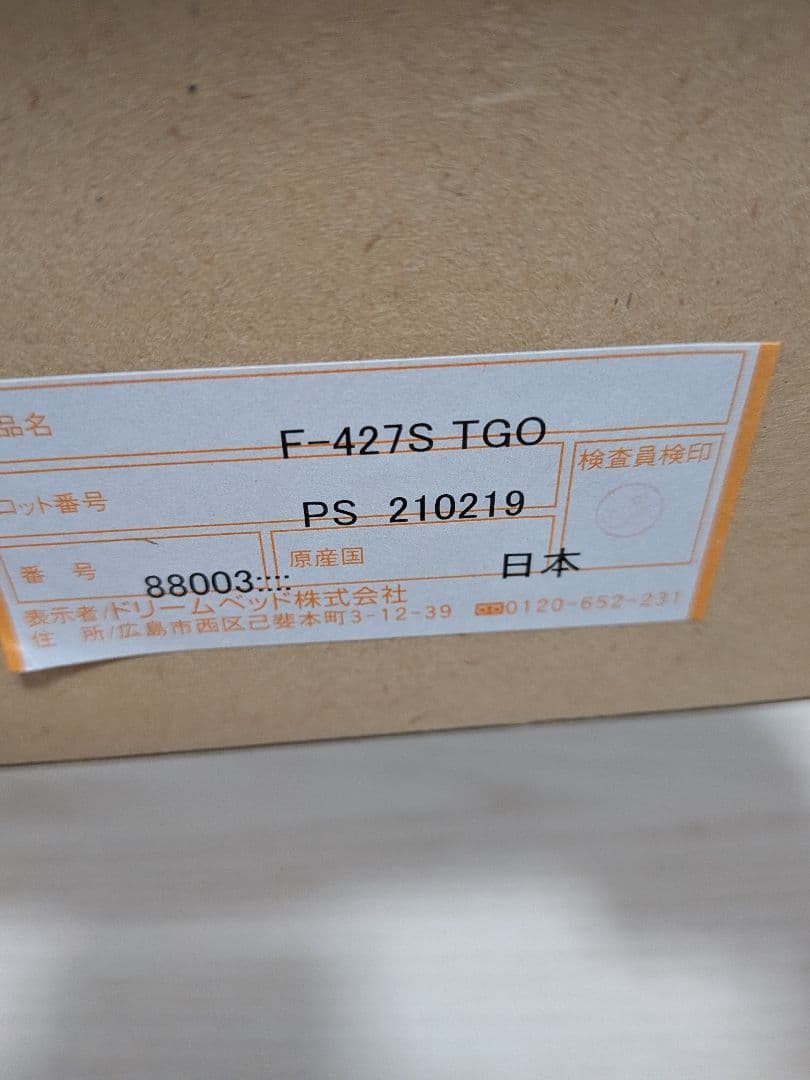 品名 F-427S TGO
ロット番号 PS 210219
検査員検印
番 号 88003::::
原産国 日本
表示者/ドリームベッド株式会社
住 所/広島市西区己斐本町3-12-39 0120-652-231